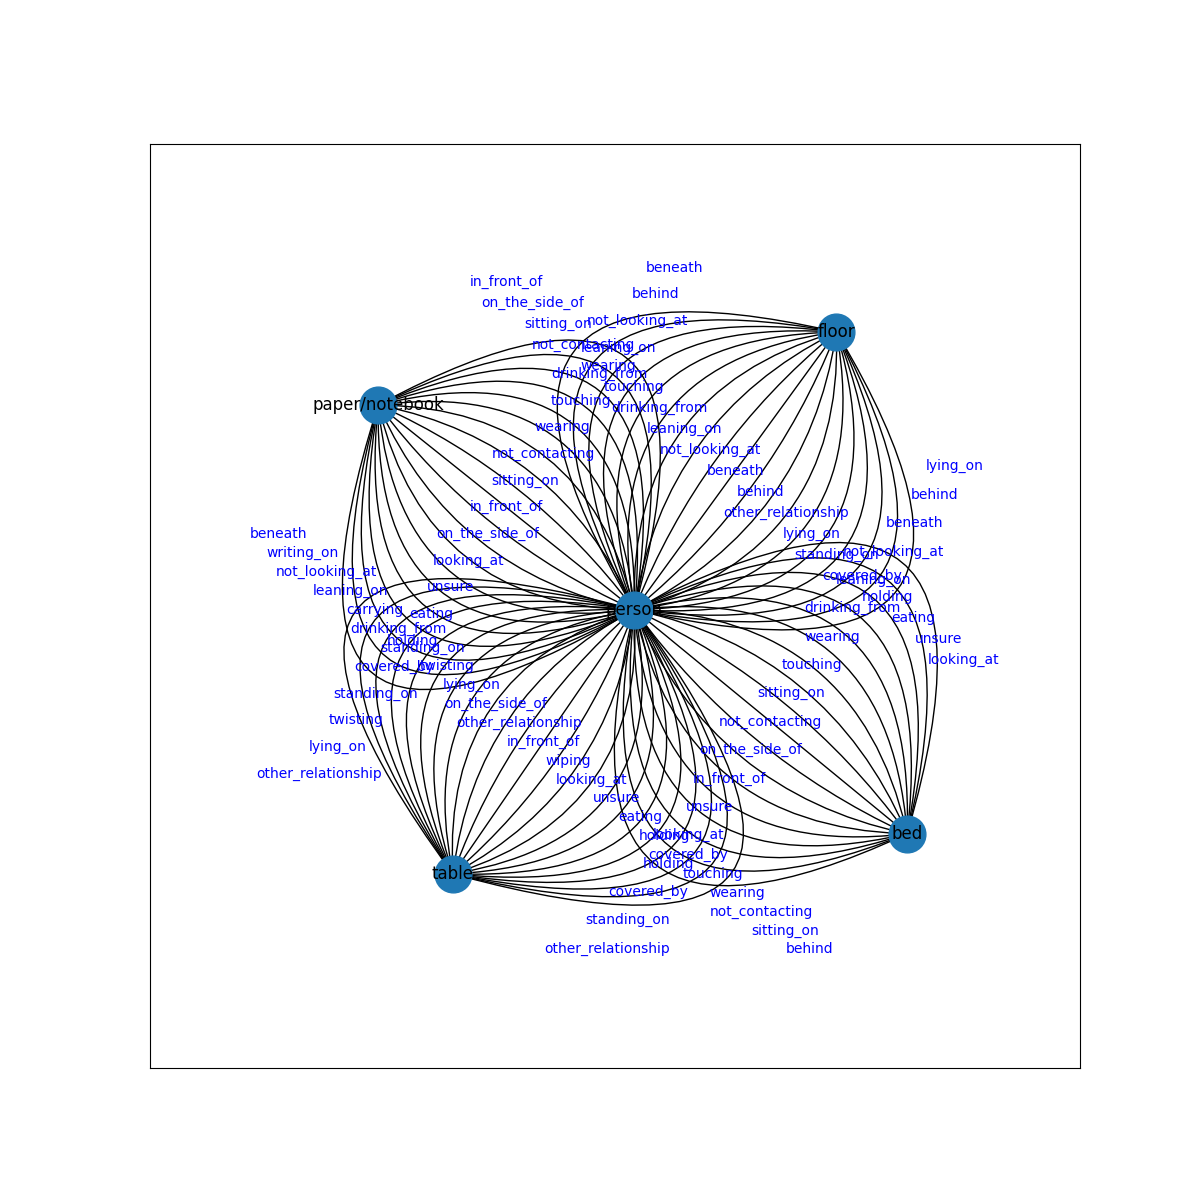 beneath
in_front_of
behind
on_the_side_of
not_looking_at
sitting_on
floor
not_contacting
leaning_on
wearing
drinking_from
touching
touching
paper/notebook
drinking_from
wearing
leaning_on
not_looking_at
not_contacting
lying_on
beneath
sitting_on
behind
behind
in_front_of
other_relationship
beneath
on_the_side_of
lying_on
beneath
writing_on
standing_on
not_looking_at
looking_at
not_looking_at
covered_by
leaning_on
unsure
leaning_on
holding
carrying
person
drinking_from
eating
eating
drinking_from
wearing
unsure
holding
standing_on
looking_at
covered_by
twisting
touching
lying_on
standing_on
sitting_on
on_the_side_of
twisting
other_relationship
not_contacting
in_front_of
lying_on
on_the_side_of
wiping
other_relationship
looking_at
in_front_of
unsure
unsure
eating
holding
looking_at
bed
covered_by
holding
table
touching
covered_by
wearing
not_contacting
standing_on
sitting_on
other_relationship
behind